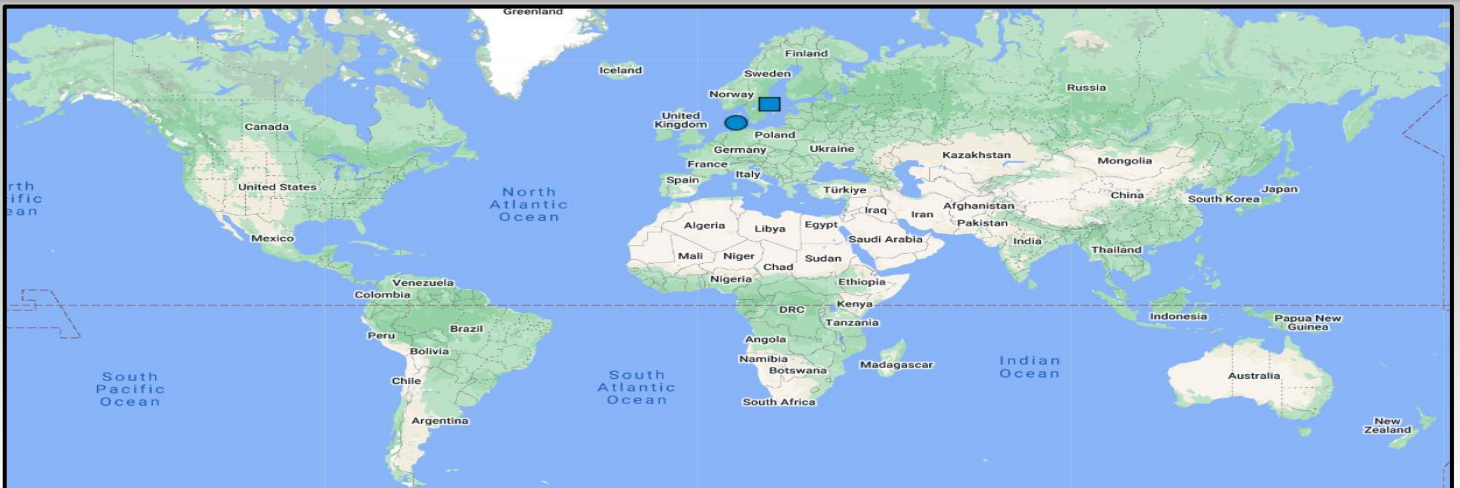 Greenland
Finland
Iceland
Sweden
Russia
Norway
United
Kingdom
Canada
Poland
Germany
Ukraine
Kazakhstan
Mongolia
France
Italy
Spain
United States
North
Atlantic
Ocean
Türkiye
Japan
China
South Korea
Afghanistan
Iraq
Iran
Pakistan
rth
ific
ean
Algeria
Libya
Egypt
Saudi Arabia
India
Mexico
Thailand
Mali
Niger
Chad
Sudan
Nigeria
Ethiopia
Venezuela
Colombia
Kenya
DRC
Indonesia
Papua New
Guinea
Tanzania
Brazil
Peru
Angola
Bolivia
Namibia
Botswana
Madagascar
Indian
Ocean
South
Pacific
Ocean
Chile
South
Atlantic
Ocean
Australia
South Africa
Argentina
New
Zealand